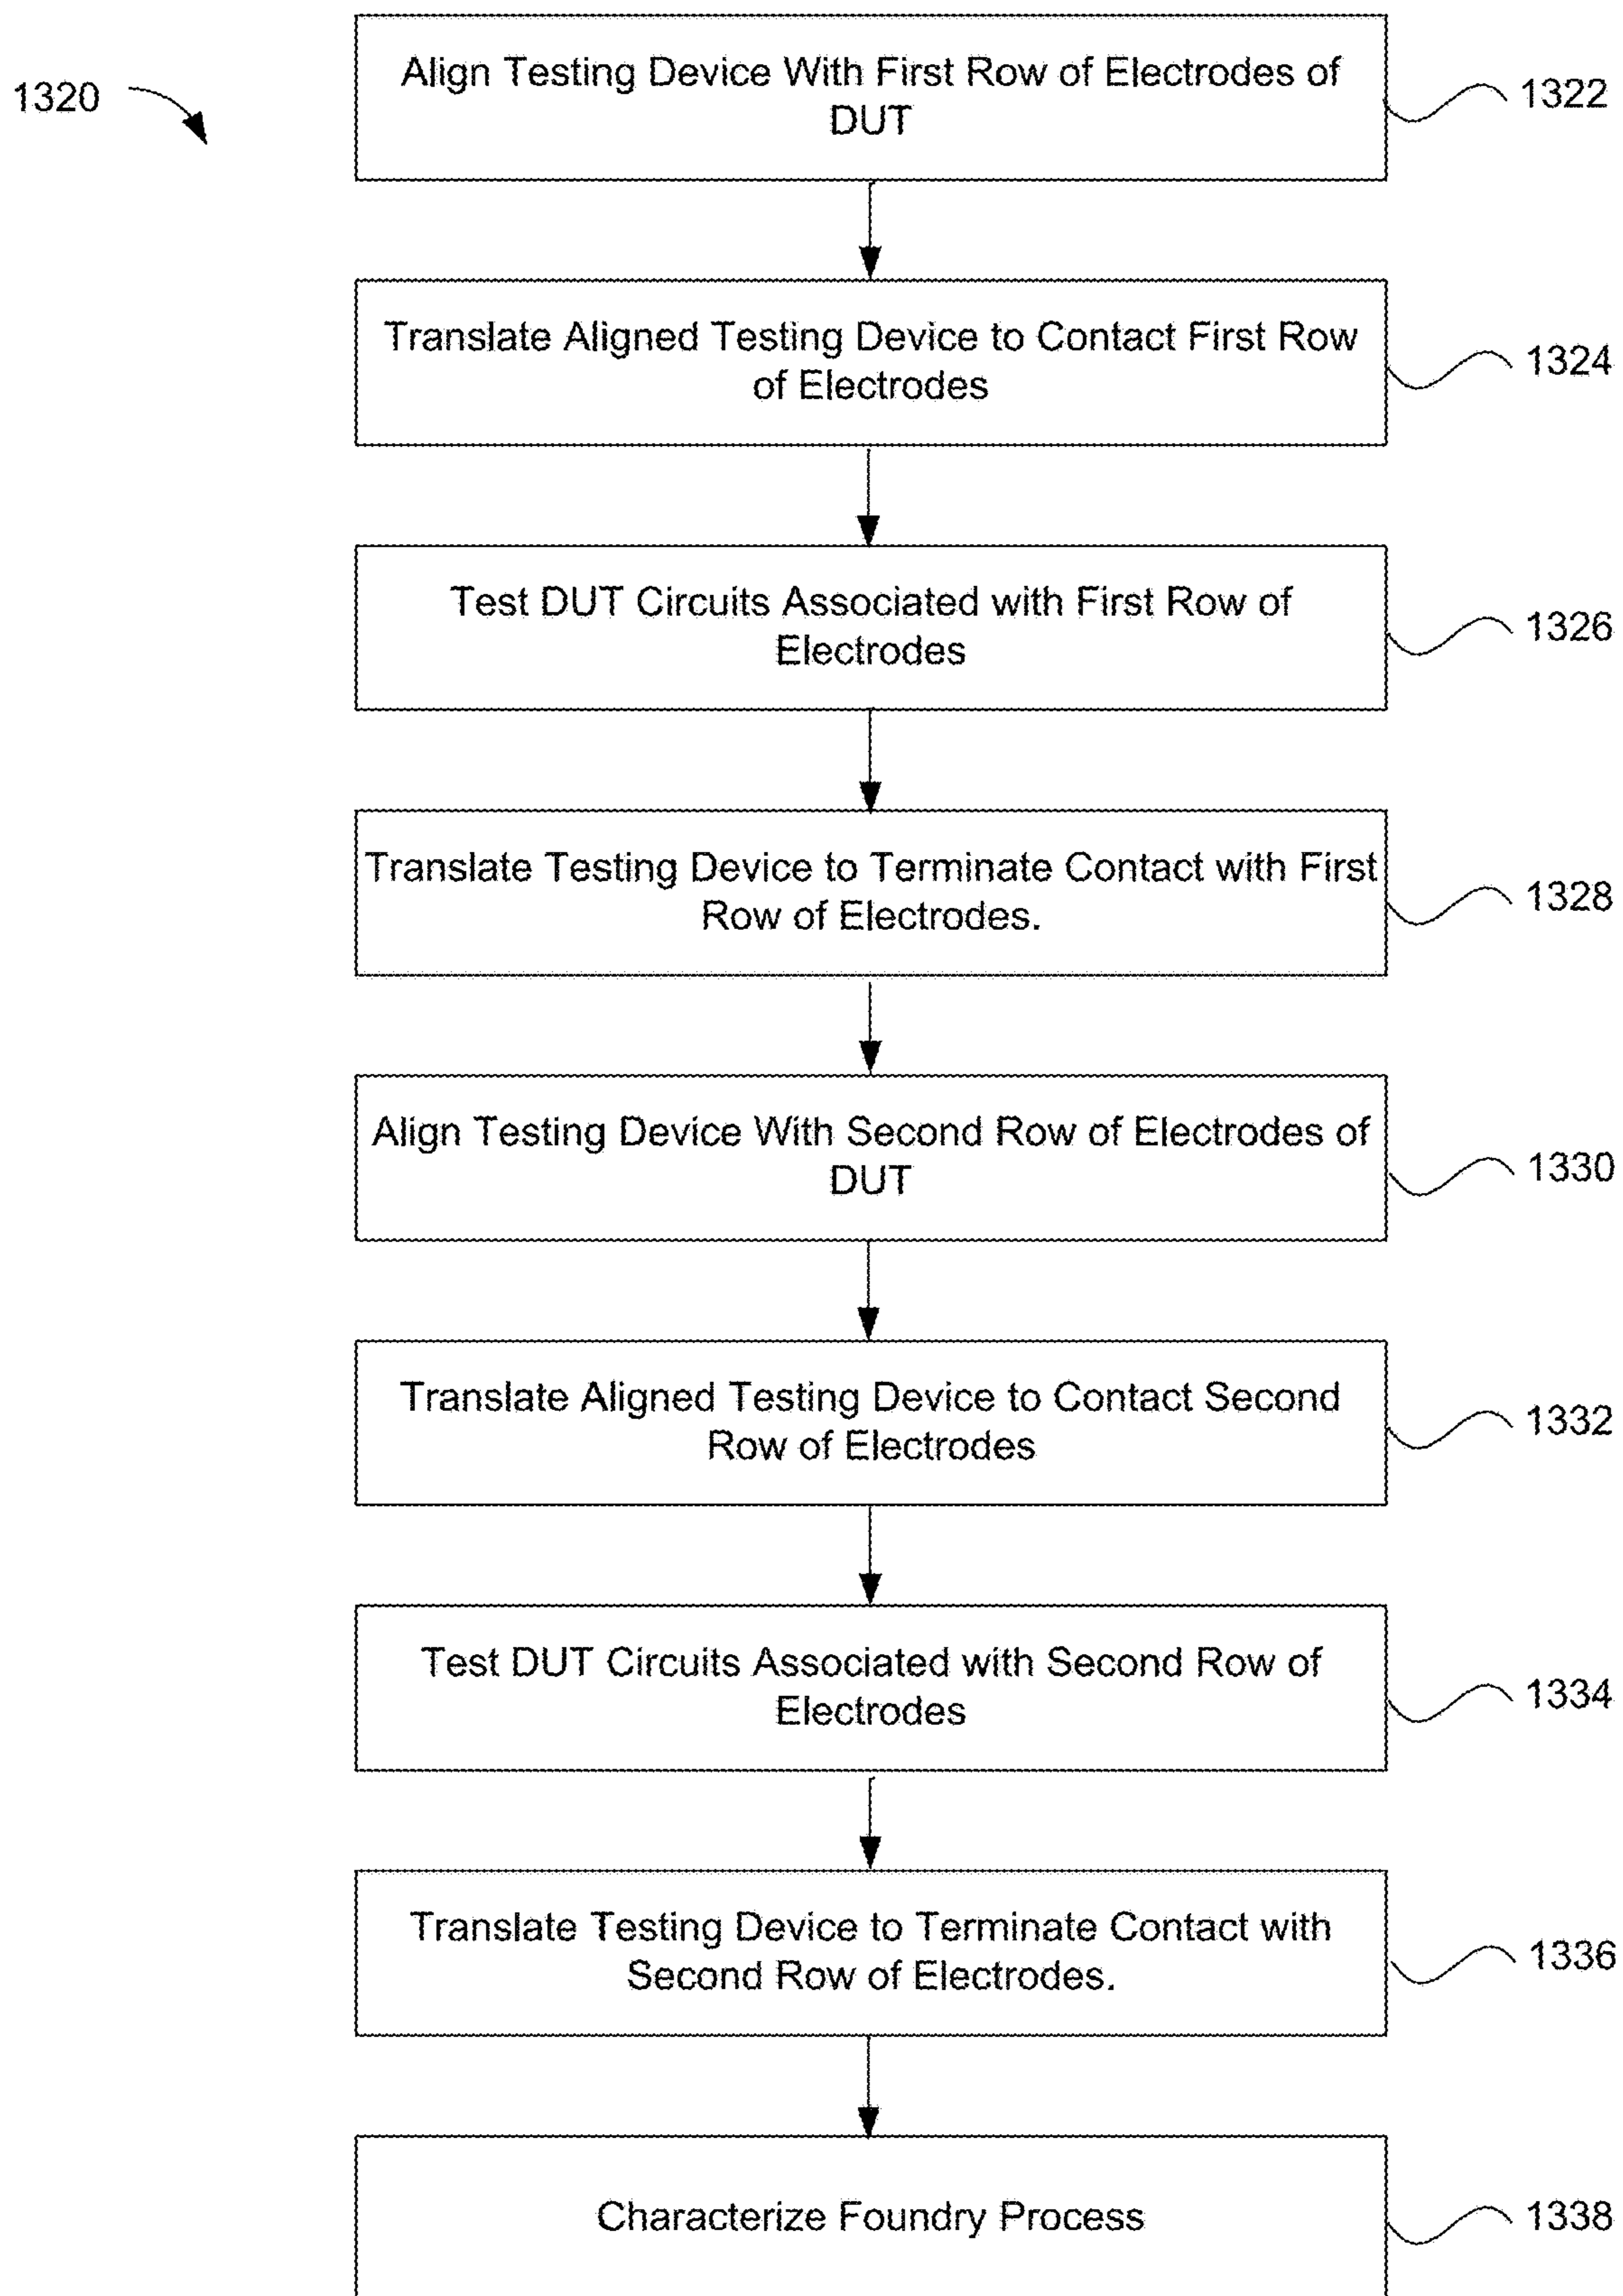 1320
Align Testing Device With First Row of Electrodes of
DUT
1322
Translate Aligned Testing Device to Contact First Row
of Electrodes
1324
Test DUT Circuits Associated with First Row of
Electrodes
1326
Translate Testing Device to Terminate Contact with First
Row of Electrodes.
1328
Align Testing Device With Second Row of Electrodes of
DUT
1330
Translate Aligned Testing Device to Contact Second
Row of Electrodes
1332
Test DUT Circuits Associated with Second Row of
Electrodes
1334
Translate Testing Device to Terminate Contact with
Second Row of Electrodes.
1336
Characterize Foundry Process
1338